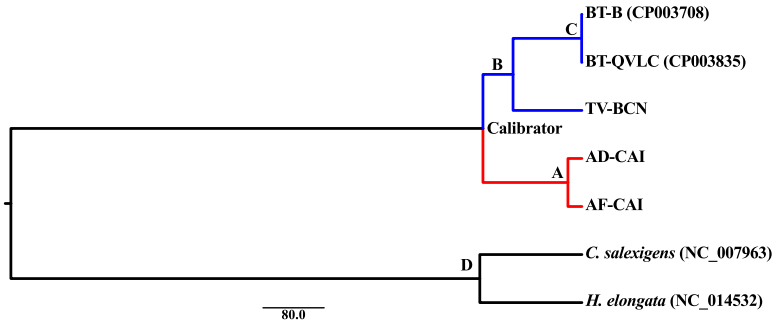 BT-B (CP003708)
C
BT-QVLC (CP003835)
B
TV-BCN
Calibrator
AD-CAI
A
AF-CAI
C. salexigens (NC_007963)
D
H. elongata (NC_014532)
80.0